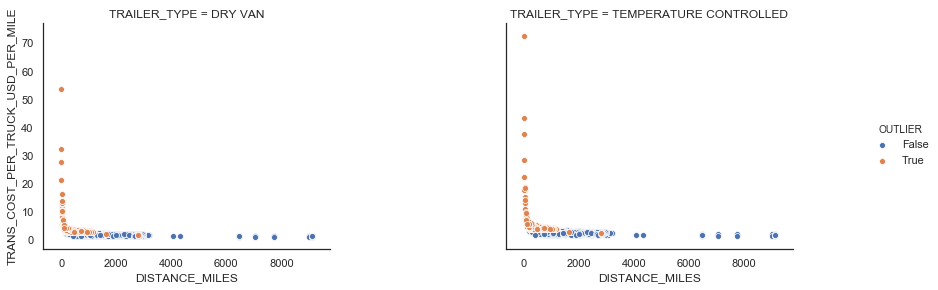 TRAILER_TYPE = DRY VAN
TRAILER_TYPE = TEMPERATURE CONTROLLED
TRANS_COST_PER_TRUCK_USD_PER_MILE
70
60
50
40
30
20
10
0
0 2000 4000 6000 8000
DISTANCE_MILES
0 2000 4000 6000 8000
DISTANCE_MILES
OUTLIER
False
True